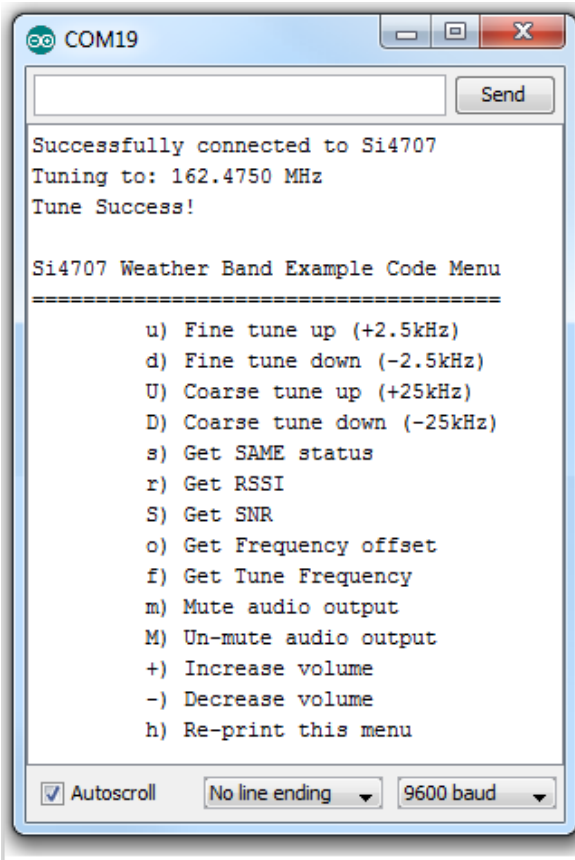 COM19
Send
Successfully connected to Si4707
Tuning to: 162.4750 MHz
Tune Success!
Si4707 Weather Band Example Code Menu
=====================================
u) Fine tune up (+2.5kHz)
d) Fine tune down (-2.5kHz)
U) Coarse tune up (+25kHz)
D) Coarse tune down (-25kHz)
s) Get SAME status
r) Get RSSI
S) Get SNR
o) Get Frequency offset
f) Get Tune Frequency
m) Mute audio output
M) Un-mute audio output
+) Increase volume
-) Decrease volume
h) Re-print this menu
Autoscroll No line ending 9600 baud